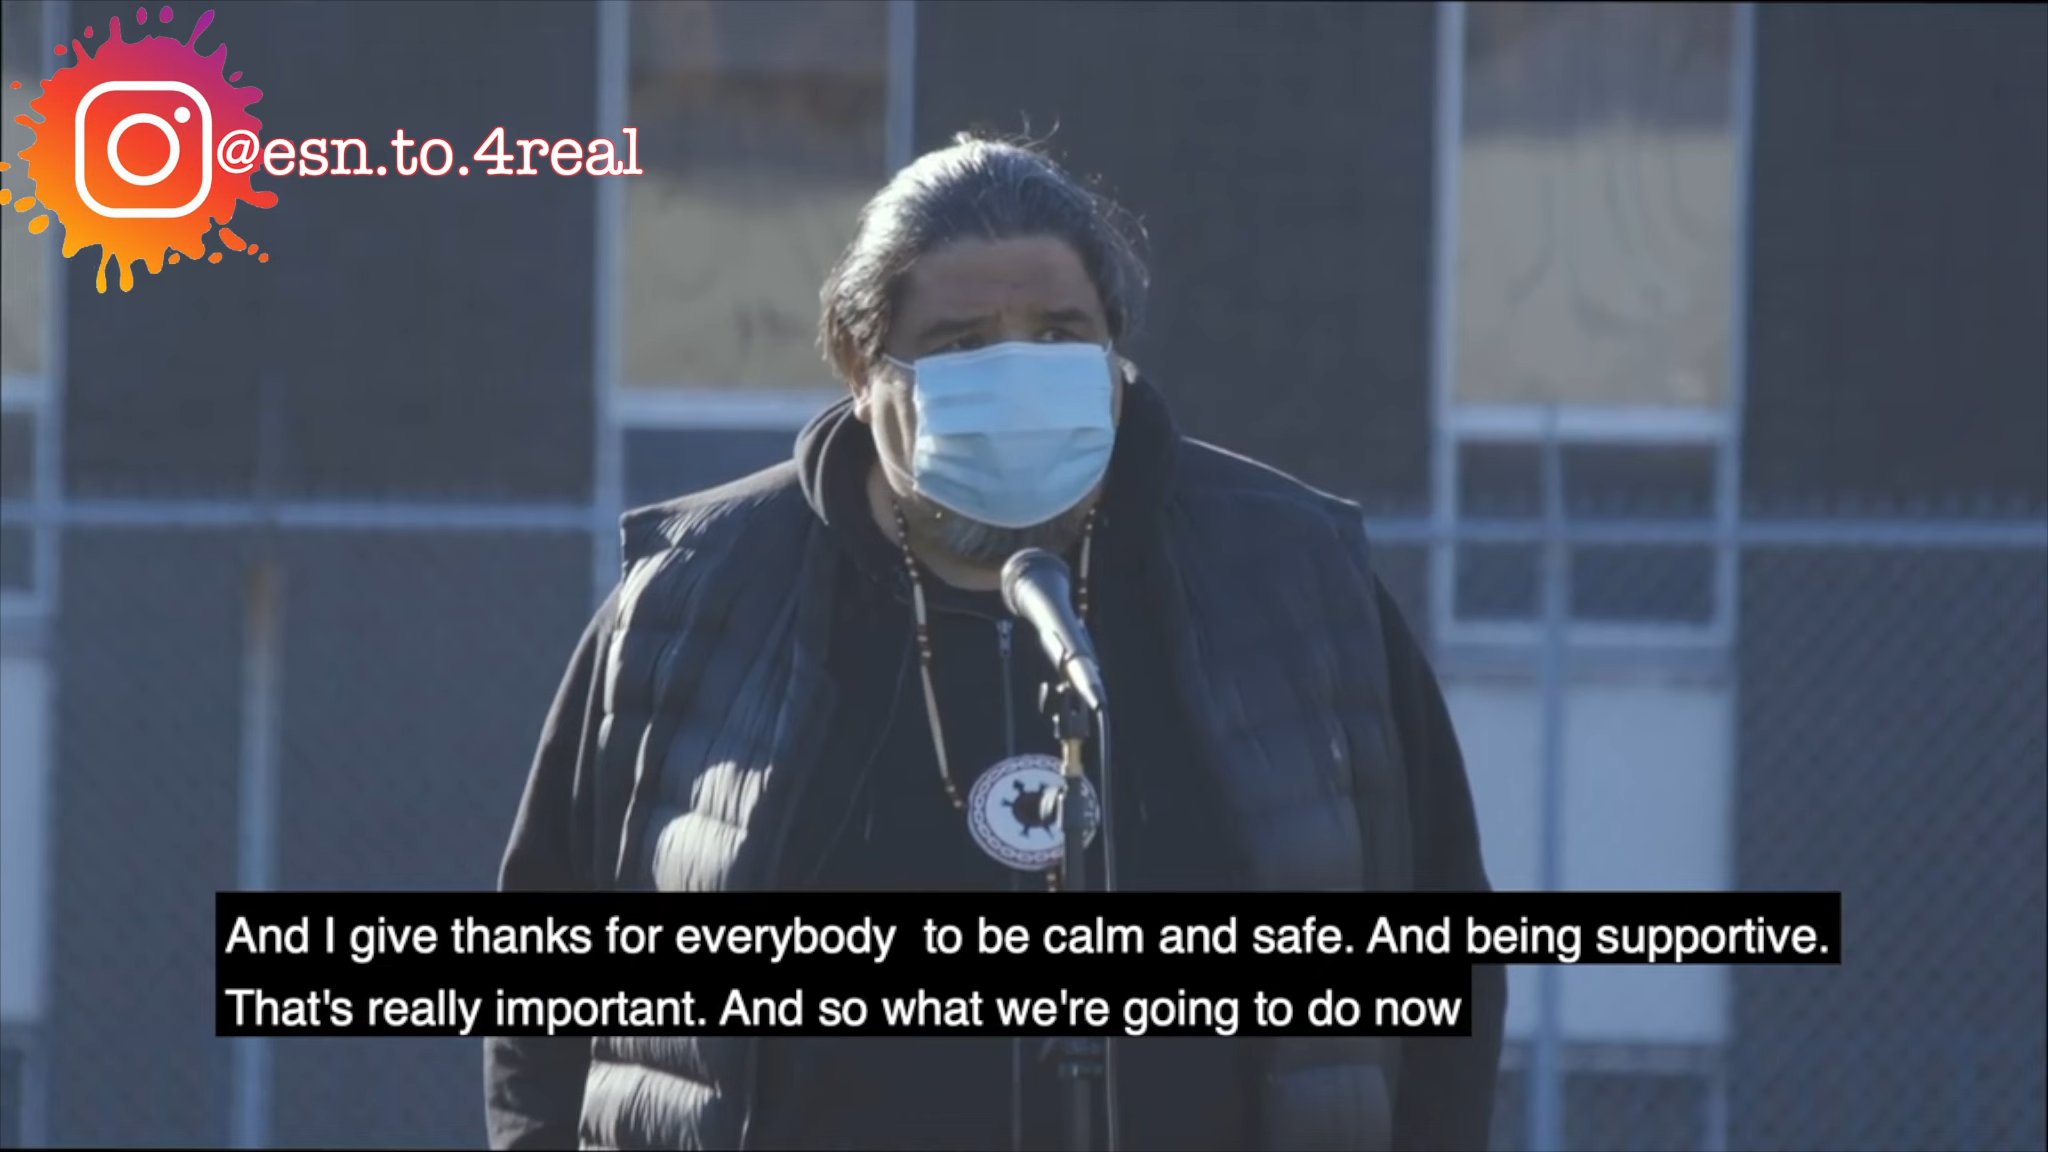 @esn.to.4real
And I give thanks for everybody  to be calm and safe. And being supportive.
That's really important. And so what we're going to do now